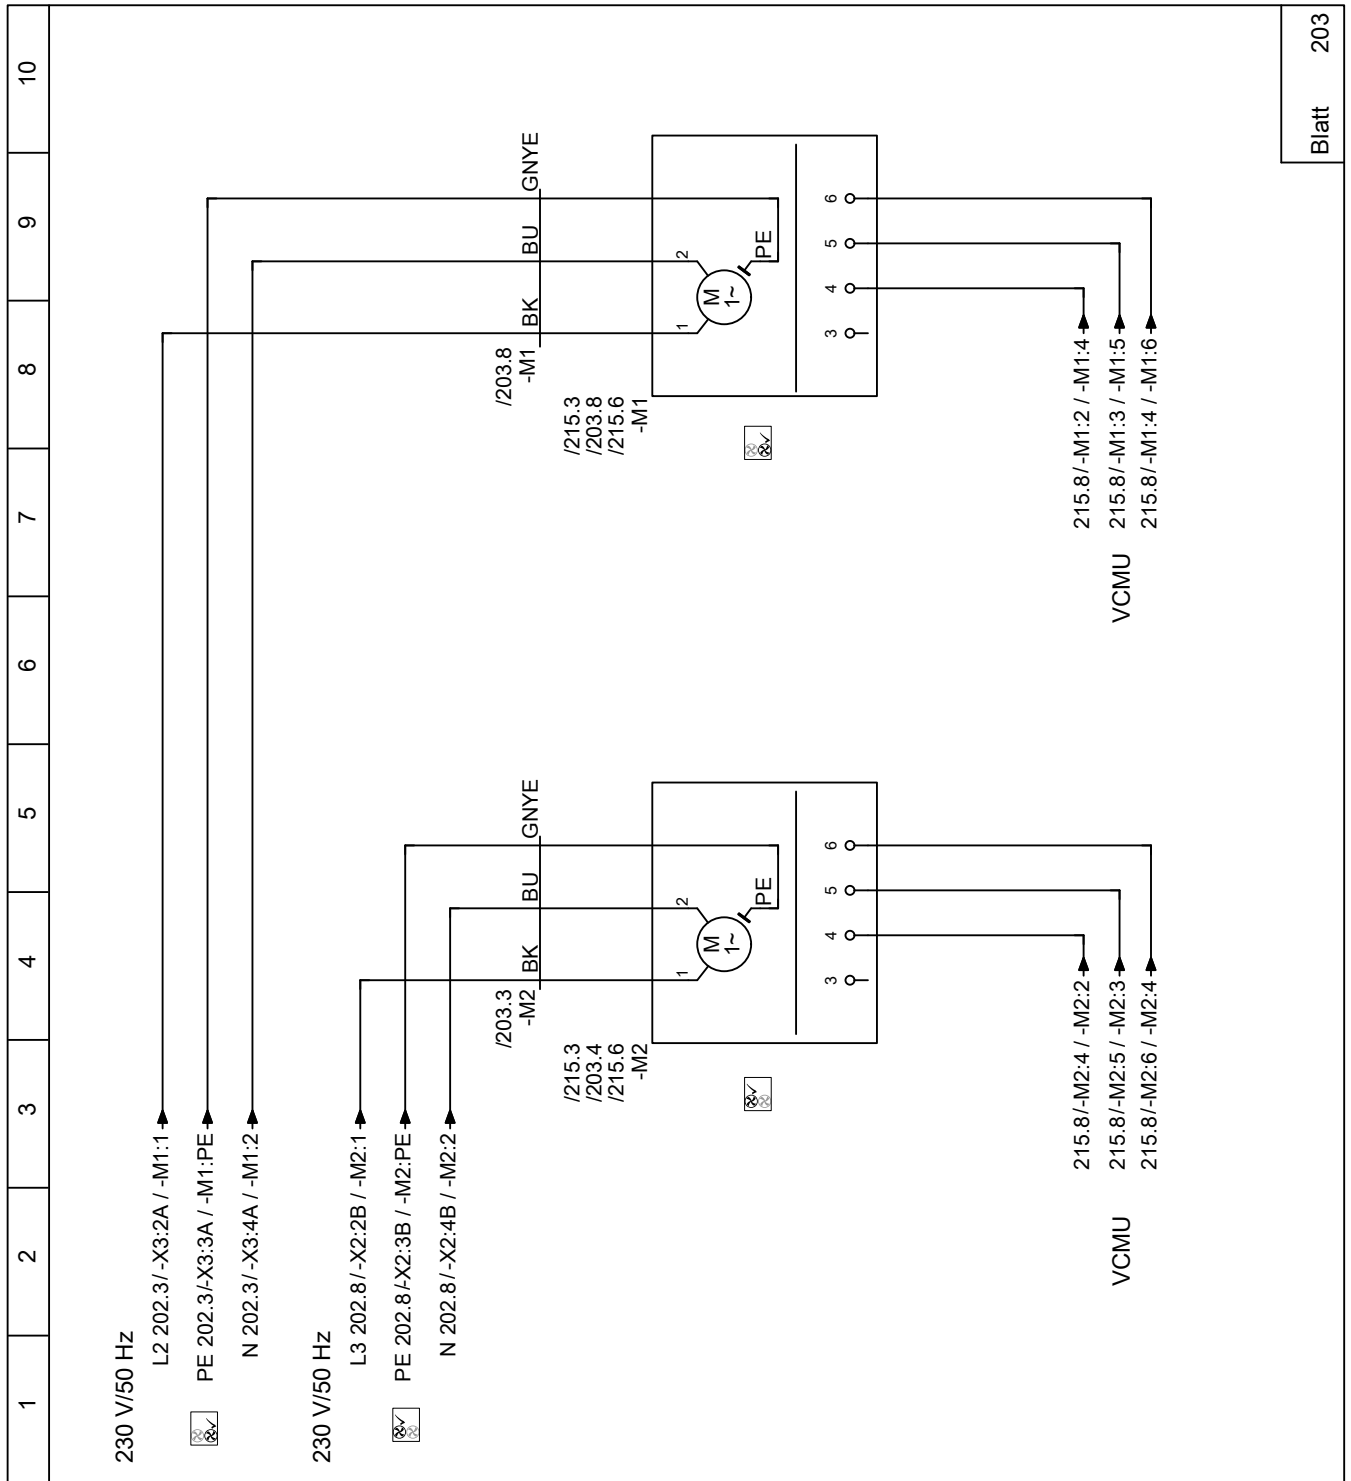 1 2 3 4 5 6 7 8 9 10
230 V/50 Hz
L2 202.3/ -X3:2A / -M1:1
PE 202.3/-X3:3A / -M1:PE
N 202.3/ -X3:4A / -M1:2
230 V/50 Hz
L3 202.8/ -X2:2B / -M2:1
PE 202.8/-X2:3B / -M2:PE
N 202.8/ -X2:4B / -M2:2
/203.3
-M2
BK BU GNYE
/215.3
/203.4
/215.6
-M2
1 2
M
1~
PE
3 4 5 6
215.8/-M2:4 / -M2:2
215.8/-M2:5 / -M2:3
215.8/-M2:6 / -M2:4
VCMU
/203.8
-M1
BK BU GNYE
/215.3
/203.8
/215.6
-M1
1 2
M
1~
PE
3 4 5 6
215.8/-M1:2 / -M1:4
215.8/-M1:3 / -M1:5
215.8/-M1:4 / -M1:6
VCMU
Blatt 203